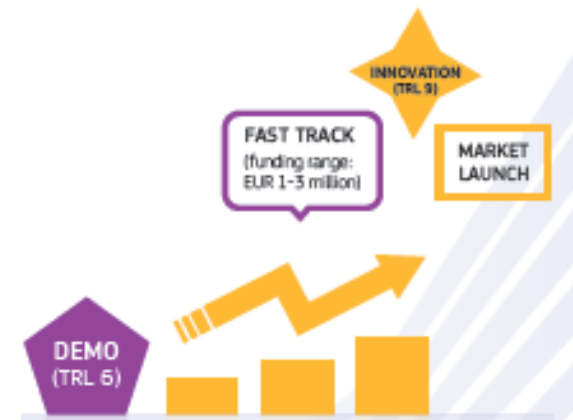 INNOVATION
(TRL 9)
FAST TRACK
(funding range:
EUR 1-3 million)
MARKET
LAUNCH
DEMO
(TRL 6)